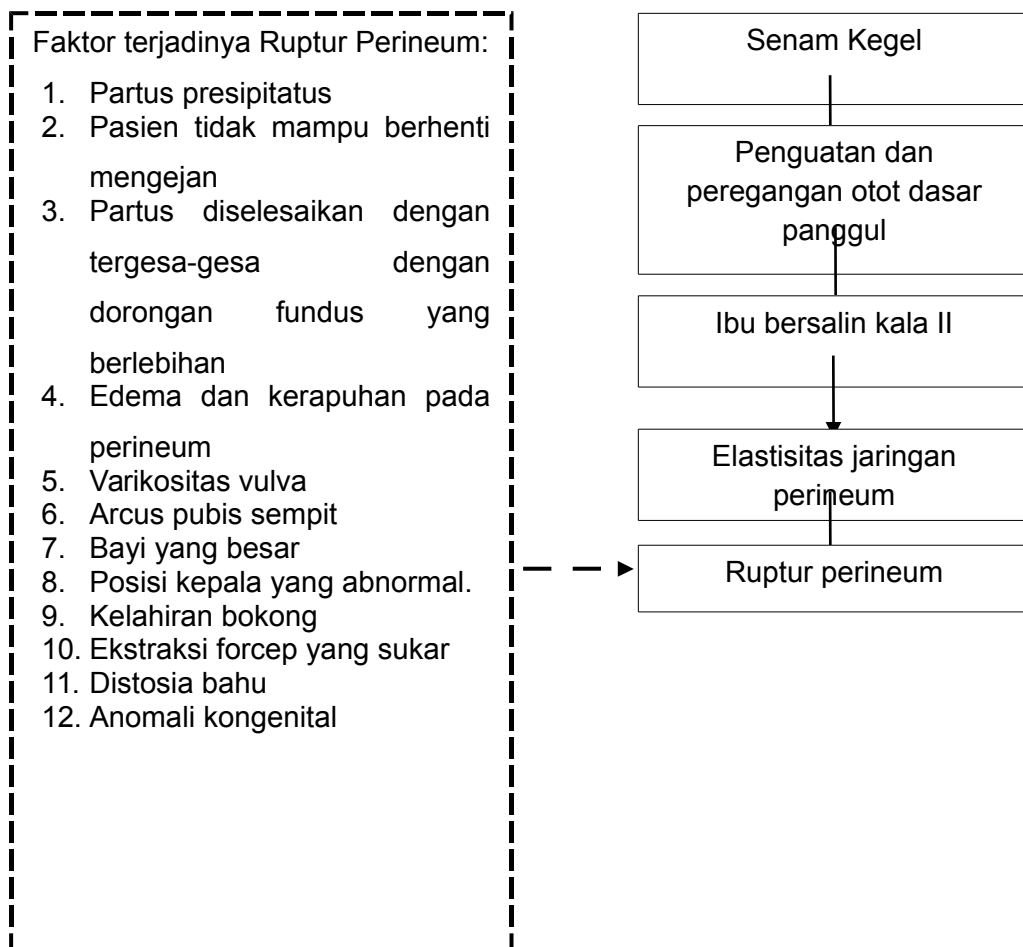 Faktor terjadinya Ruptur Perineum:
1. Partus presipitatus
2. Pasien tidak mampu berhenti
mengejan
3. Partus diselesaikan dengan
tergesa-gesa dengan
dorongan fundus yang
berlebihan
4. Edema dan kerapuhan pada
perineum
5. Varikositas vulva
6. Arcus pubis sempit
7. Bayi yang besar
8. Posisi kepala yang abnormal.
9. Kelahiran bokong
10. Ekstraksi forcep yang sukar
11. Distosia bahu
12. Anomali kongenital
Senam Kegel
Penguatan dan
peregangan otot dasar
panggul
Ibu bersalin kala II
Elastisitas jaringan
perineum
Ruptur perineum